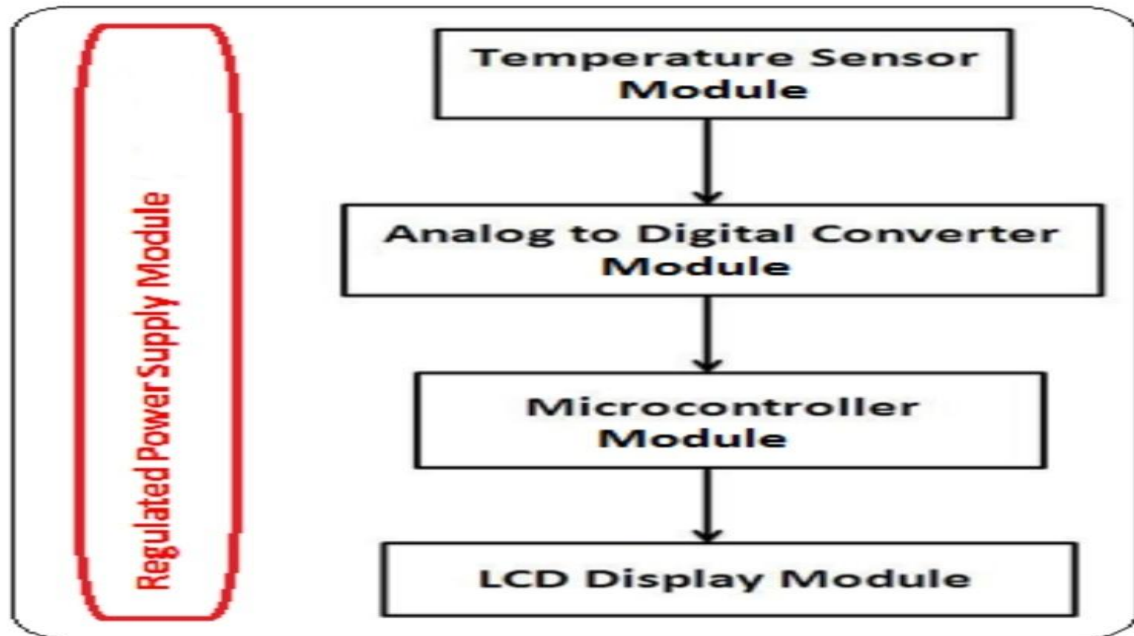 Regulated Power Supply Module
Temperature Sensor
Module
Analog to Digital Converter
Module
Microcontroller
Module
LCD Display Module